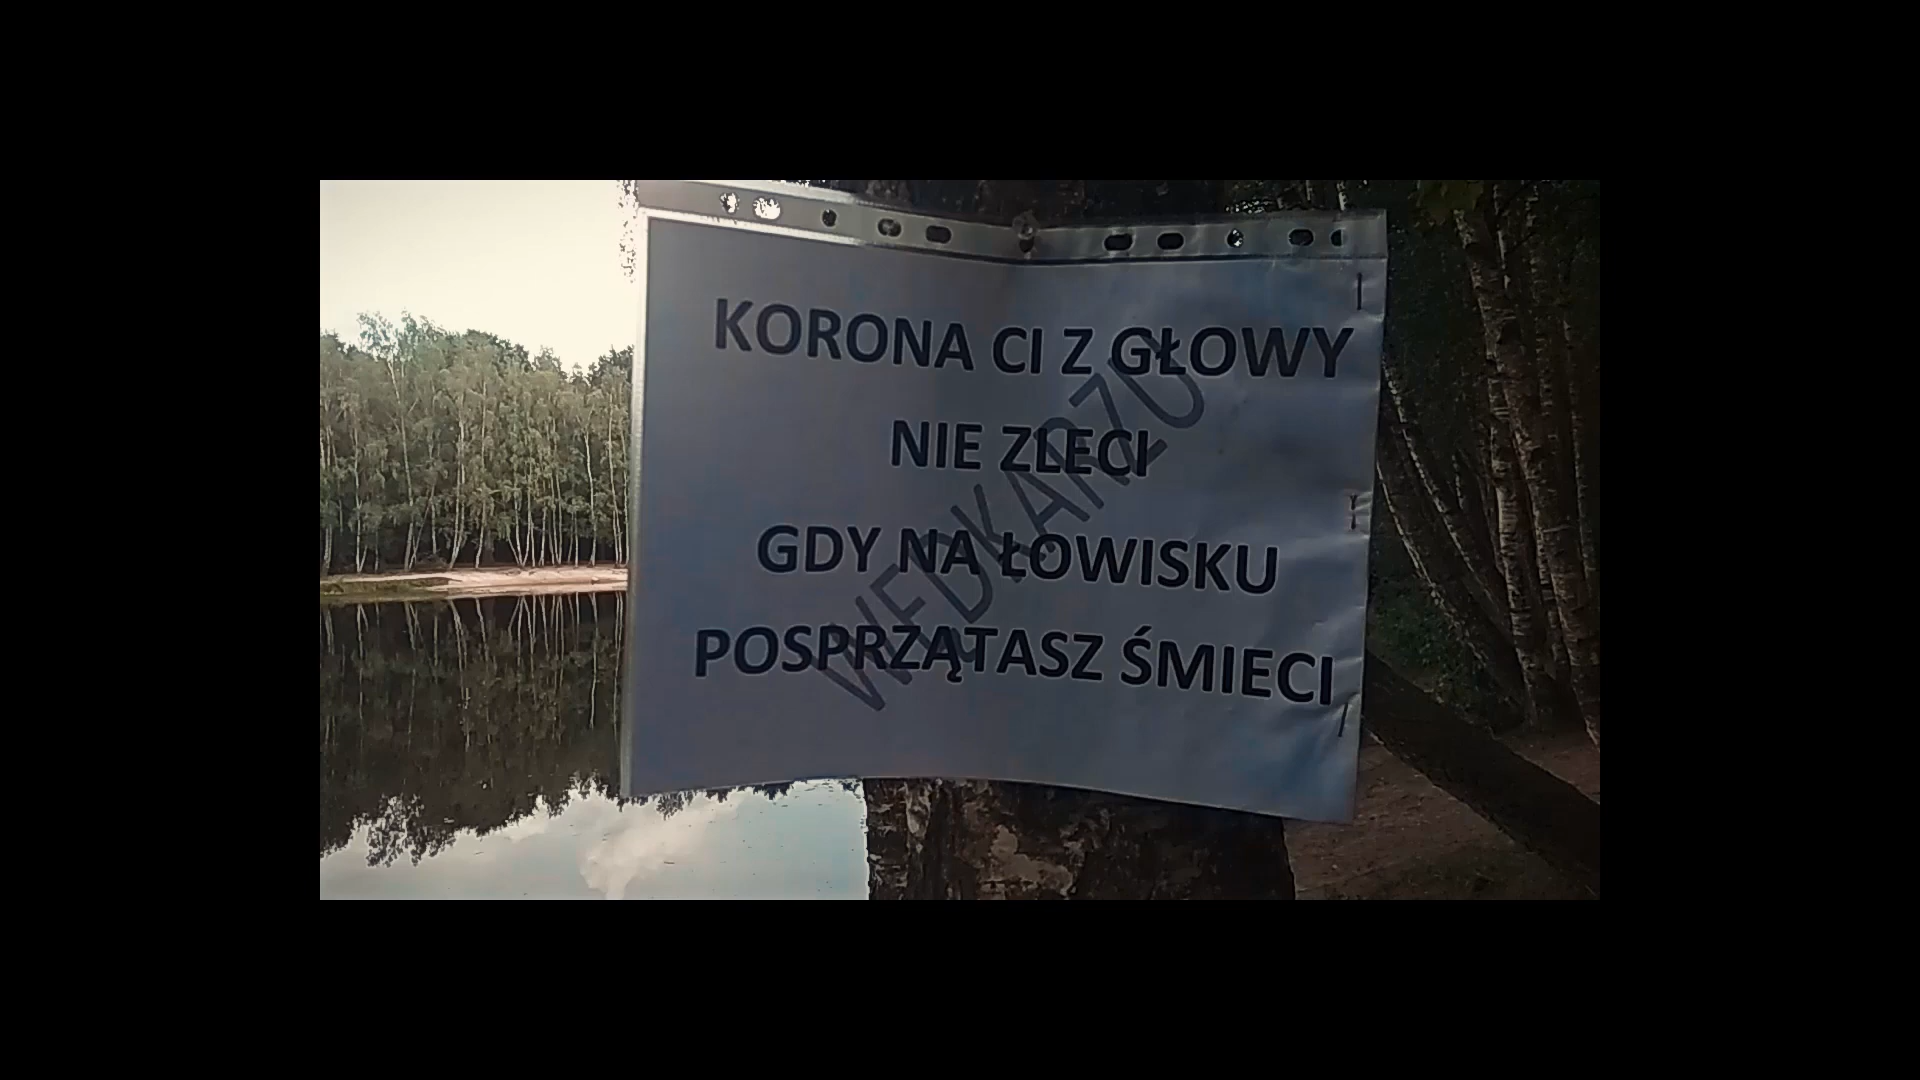 KORONA CI Z GŁOWY
NIE ZLECI
GDY NA ŁOWISKU
POSPRZĄTASZ ŚMIECI
WĘDKARZU